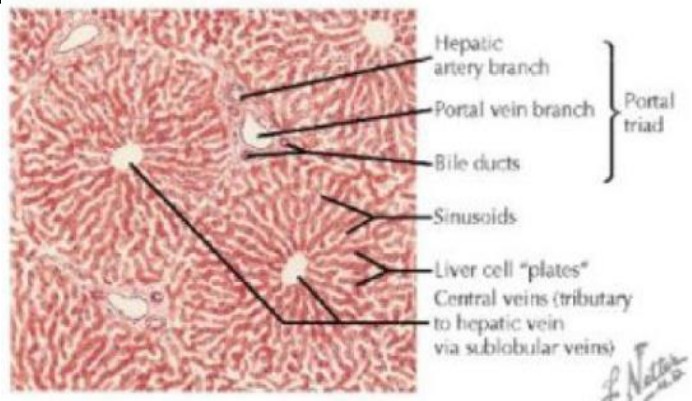 Hepatic
artery branch
Portal vein branch
Portal
triad
Bile ducts
Sinusoids
Liver cell "plates"
Central veins (tributary
to hepatic vein
via sublobular veins)
F. Netter
M.D.